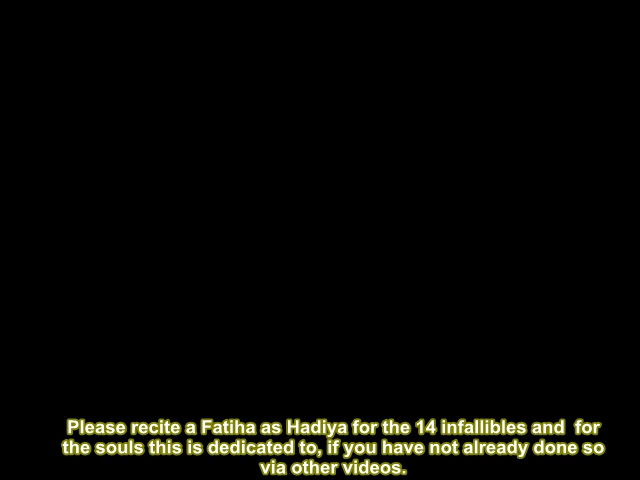 Please recite a Fatiha as Hadiya for the 14 infallibles and  for
the souls this is dedicated to, if you have not already done so
via other videos.